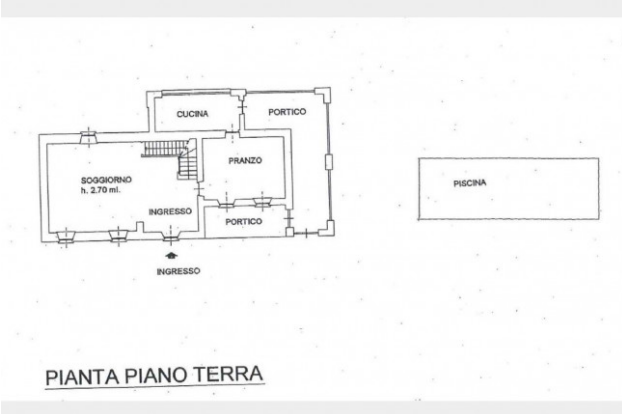 CUCINA
PORTICO
PRANZO
SOGGIORNO
h. 2.70 ml.
PISCINA
INGRESSO
PORTICO
INGRESSO
PIANTA PIANO TERRA